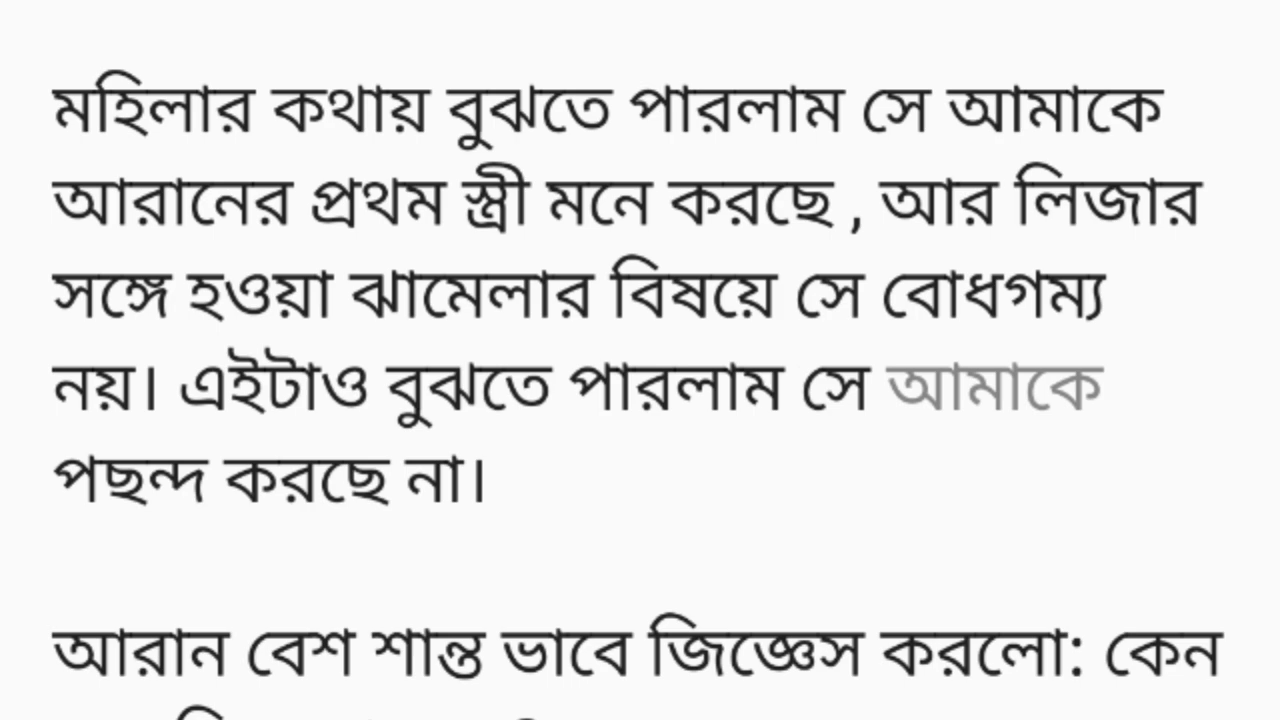 মহিলার কথায় বুঝতে পারলাম সে আমাকে
আরানের প্রথম স্ত্রী মনে করছে , আর লিজার
সঙ্গে হওয়া ঝামেলার বিষয়ে সে বোধগম্য
নয়। এইটাও বুঝতে পারলাম সে আমাকে
পছন্দ করছে না।
আরান বেশ শান্ত ভাবে জিজ্ঞেস করলো: কেন